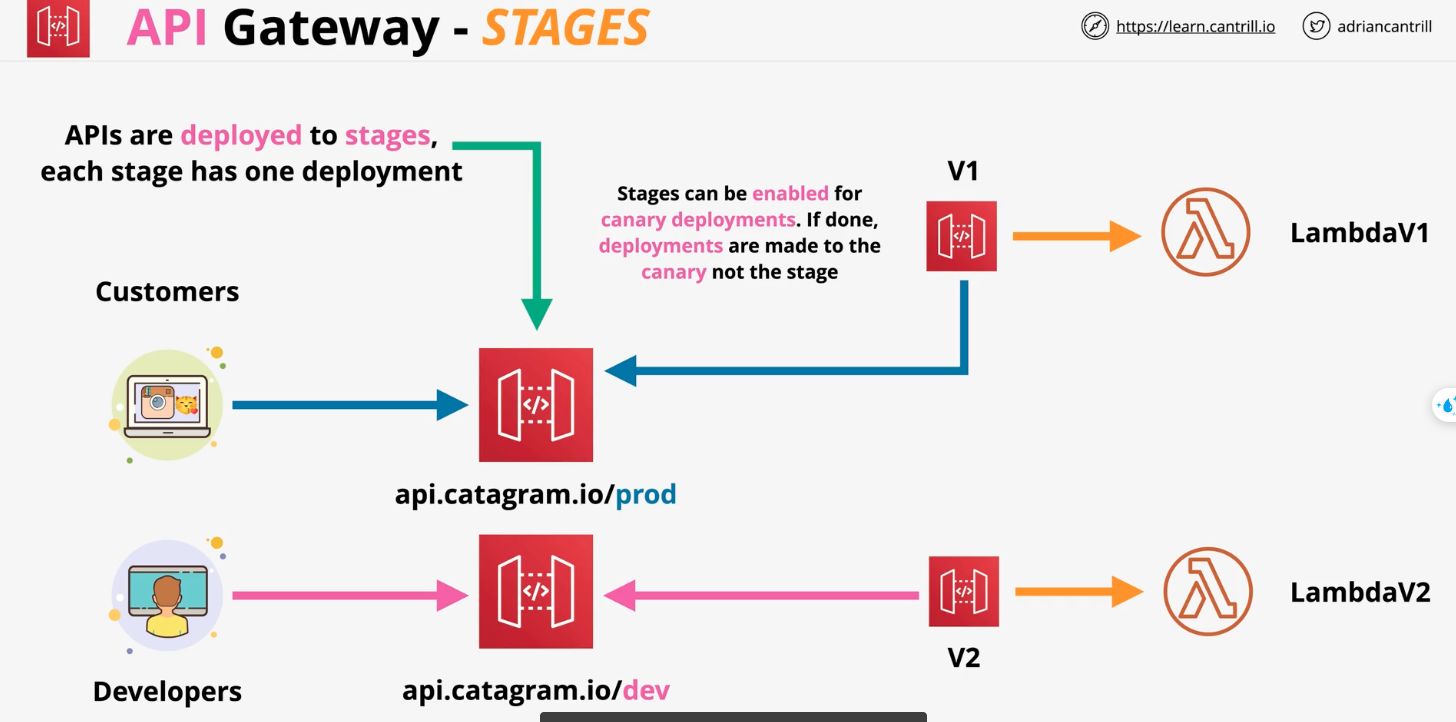 API Gateway - STAGES
https://learn.cantrill.io
adriancantrill
APIs are deployed to stages,
each stage has one deployment
Stages can be enabled for
canary deployments. If done,
deployments are made to the
canary not the stage
V1
</>
LambdaV1
Customers
</>
api.catagram.io/prod
Developers
</>
api.catagram.io/dev
</>
V2
LambdaV2